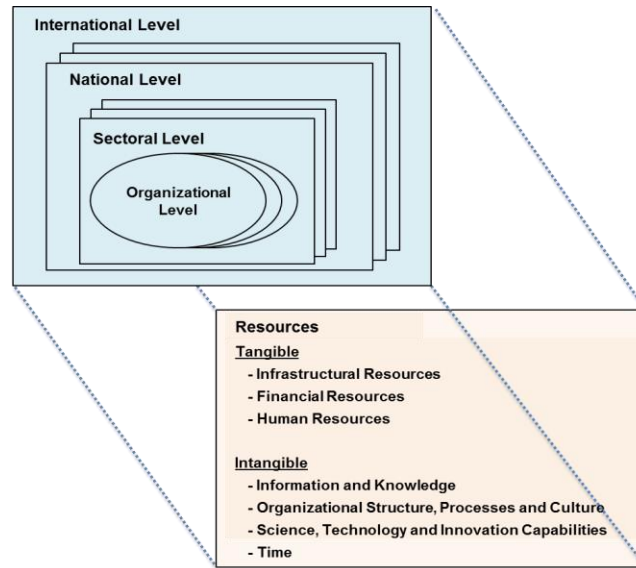 International Level
National Level
Sectoral Level
Organizational
Level
Resources
Tangible
- Infrastructural Resources
- Financial Resources
- Human Resources
Intangible
- Information and Knowledge
- Organizational Structure, Processes and Culture
- Science, Technology and Innovation Capabilities
- Time